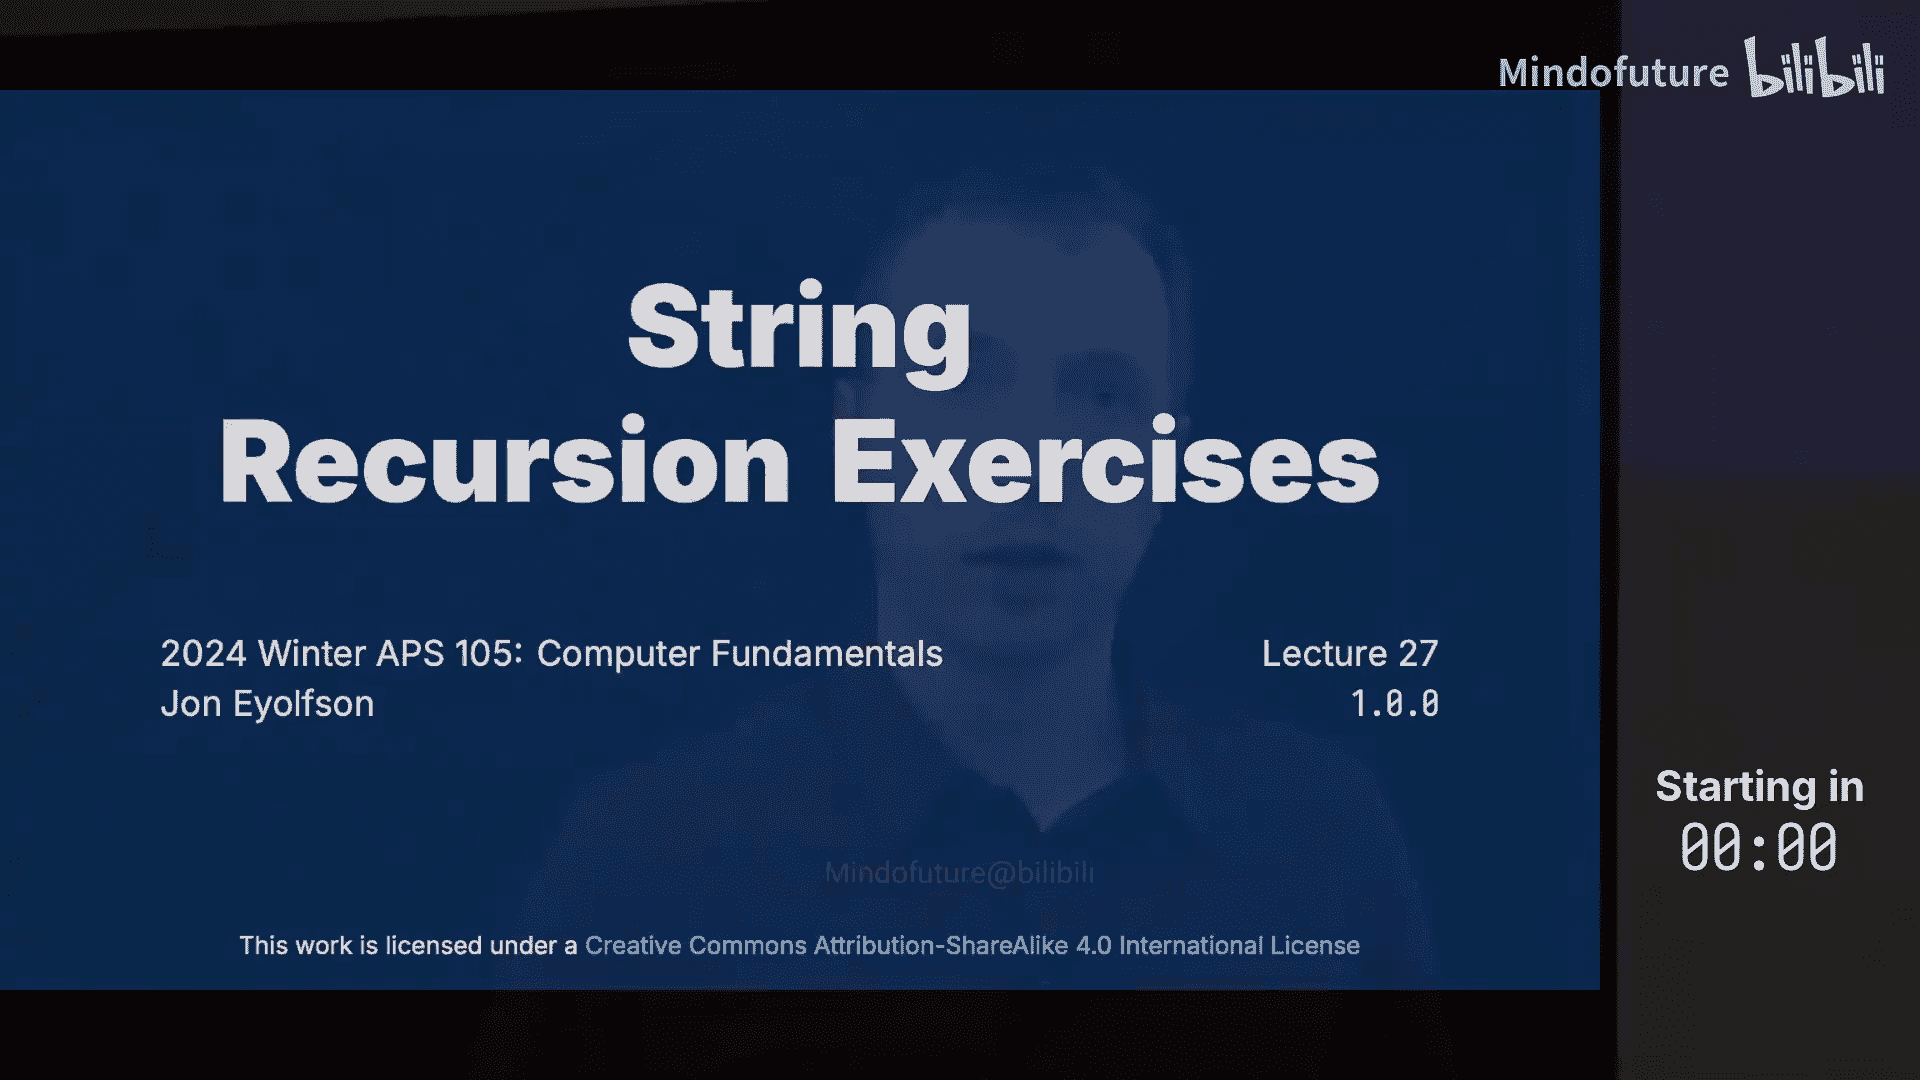 Mindofuture bilibili
String
Recursion Exercises
2024 Winter APS 105: Computer Fundamentals
Lecture 27
Jon Eyolfson
1.0.0
Starting in
00:00
Mindofuture@bilibili
This work is licensed under a Creative Commons Attribution-ShareAlike 4.0 International License